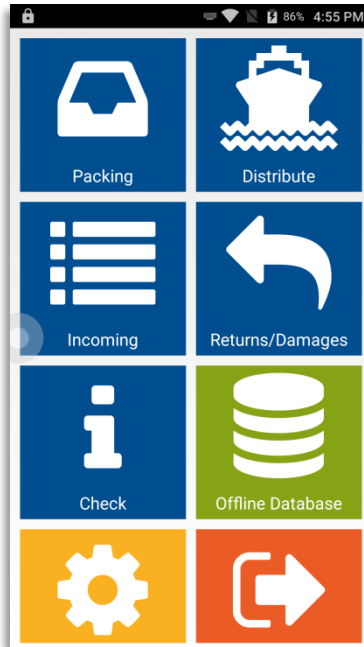 86% 4:55 PM
Packing
Distribute
Incoming
Returns/Damages
Check
Offline Database